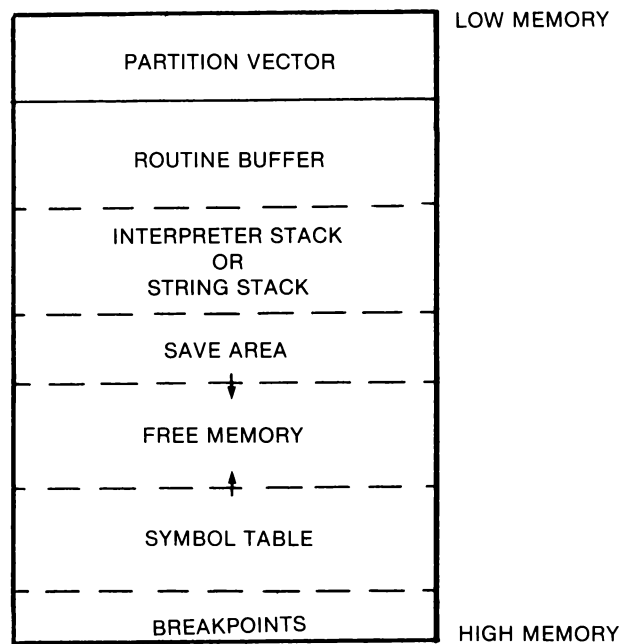 LOW MEMORY
PARTITION VECTOR
ROUTINE BUFFER
INTERPRETER STACK
OR
STRING STACK
SAVE AREA
FREE MEMORY
SYMBOL TABLE
BREAKPOINTS
HIGH MEMORY